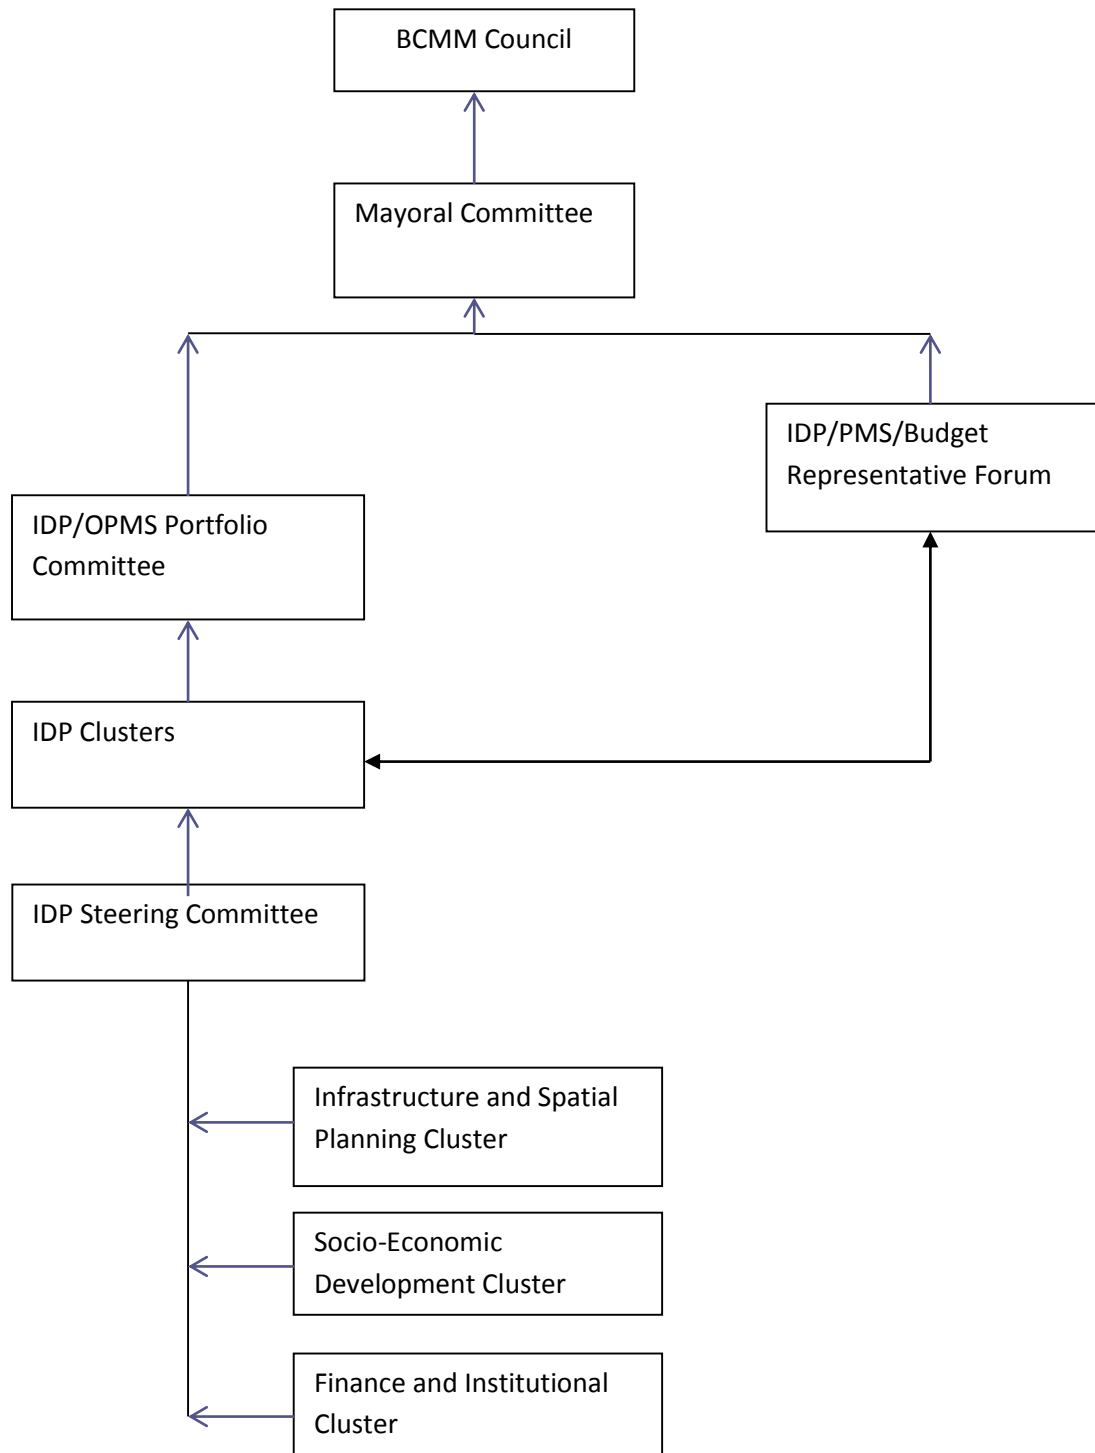 BCMM Council
Mayoral Committee
IDP/PMS/Budget
Representative Forum
IDP/OPMS Portfolio
Committee
IDP Clusters
IDP Steering Committee
Infrastructure and Spatial
Planning Cluster
Socio-Economic
Development Cluster
Finance and Institutional
Cluster